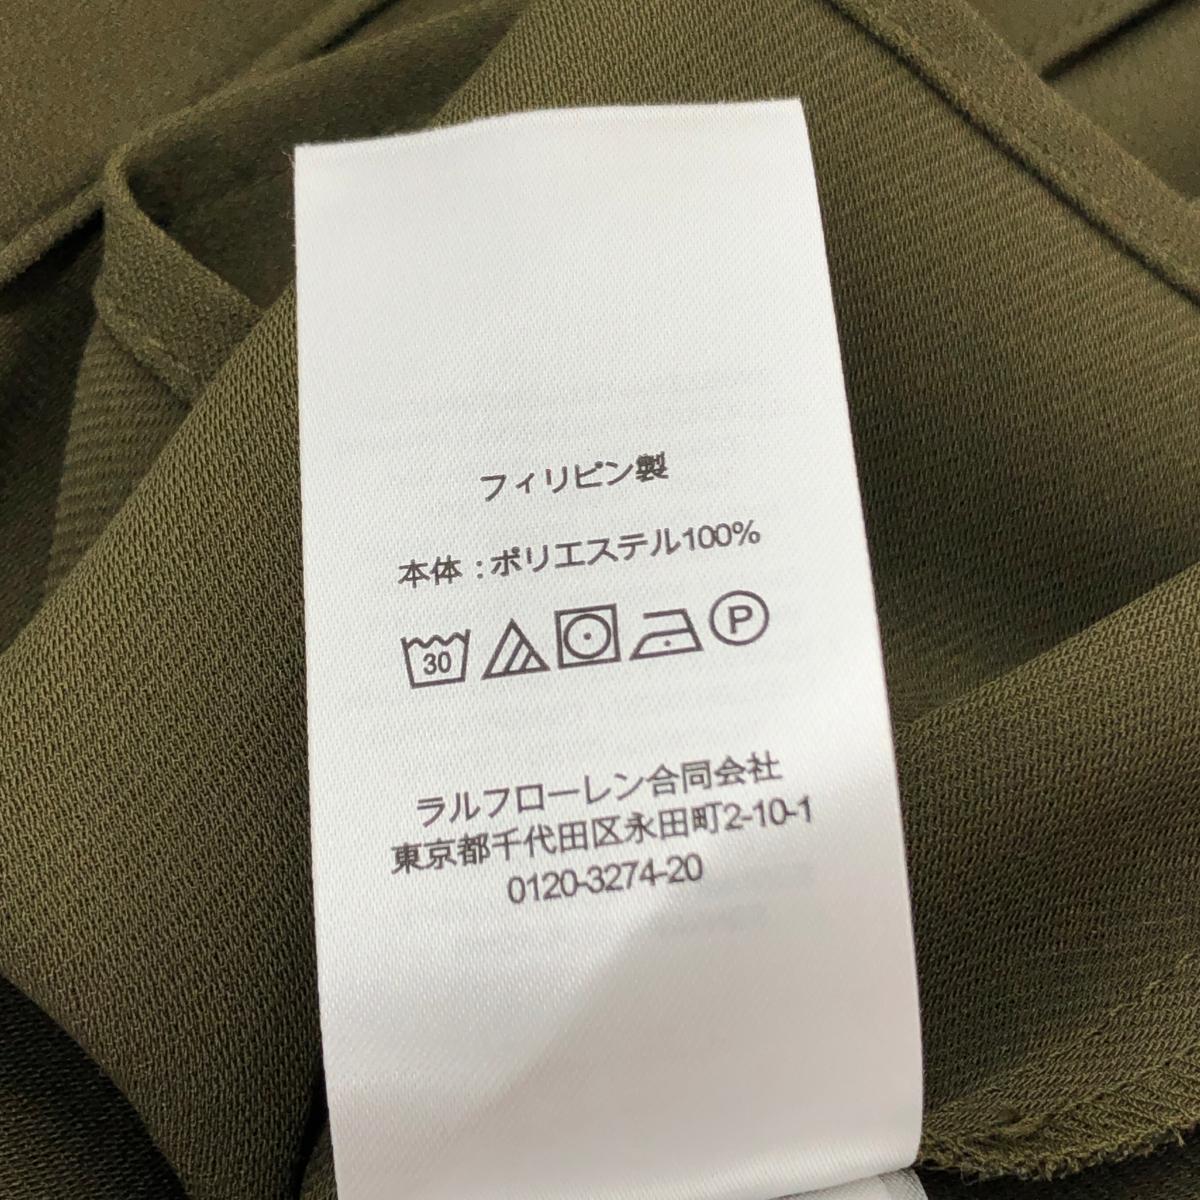 フィリピン製
本体：ポリエステル100%
30 P
ラルフローレン合同会社
東京都千代田区永田町2-10-1
0120-3274-20